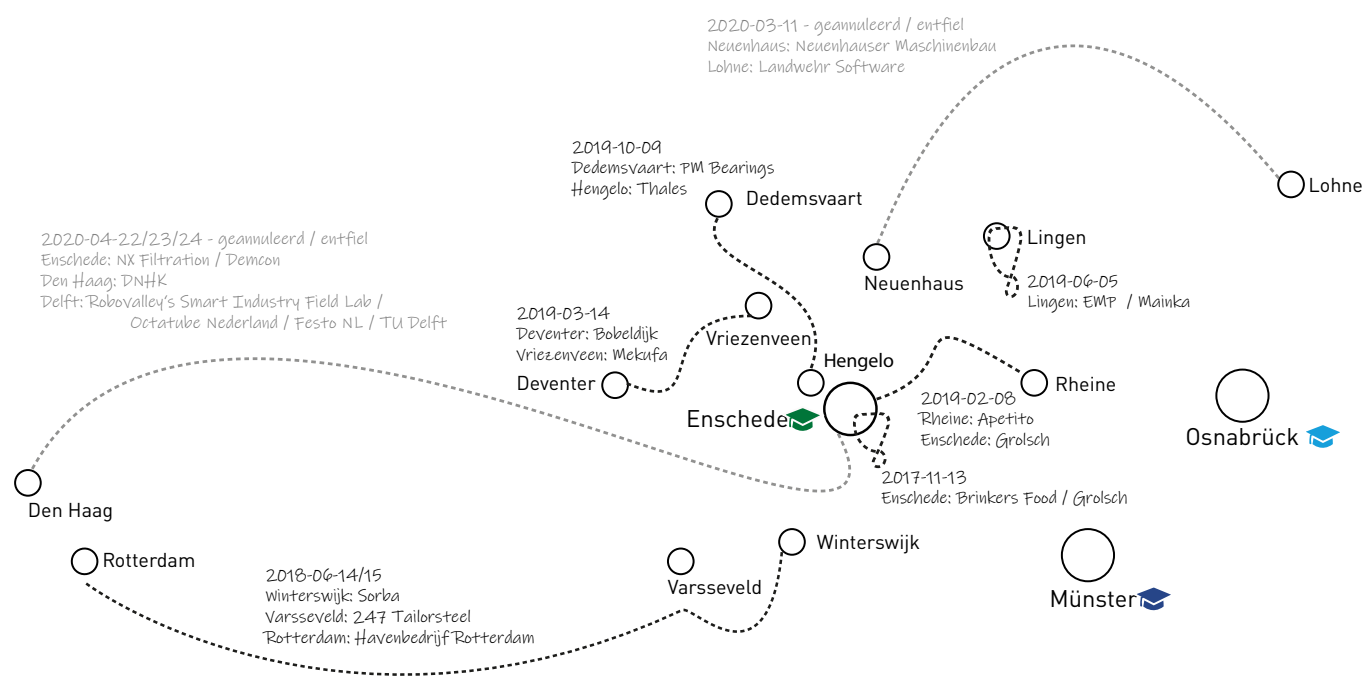 2020-03-11 - geannuleerd / entfiel
Neuenhaus: Neuenhauser Maschinenbau
Lohne: Landwehr Software
2019-10-09
Dedemsvaart: PM Bearings
Hengelo: Thales
Dedemsvaart
Lohne
Lingen
2020-04-22/23/24 - geannuleerd / entfiel
Enschede: NX Filtration / Demcon
Den Haag: DNHK
Delft: Robovalley's Smart Industry Field Lab /
Octatube Nederland / Festo NL / TU Delft
Neuenhaus
2019-06-05
Lingen: EMP / Mainka
2019-03-14
Deventer: Bobeldijk
Vriezenveen: Mekufa
Vriezenveen
Deventer
Hengelo
Rheine
Enschede
2019-02-08
Rheine: Apetito
Enschede: Grolsch
Osnabrück
2017-11-13
Enschede: Brinkers Food / Grolsch
Den Haag
Rotterdam
Winterswijk
2018-06-14/15
Winterswijk: Sorba
Varsseveld: 247 Tailorsteel
Rotterdam: Havenbedrijf Rotterdam
Varsseveld
Münster